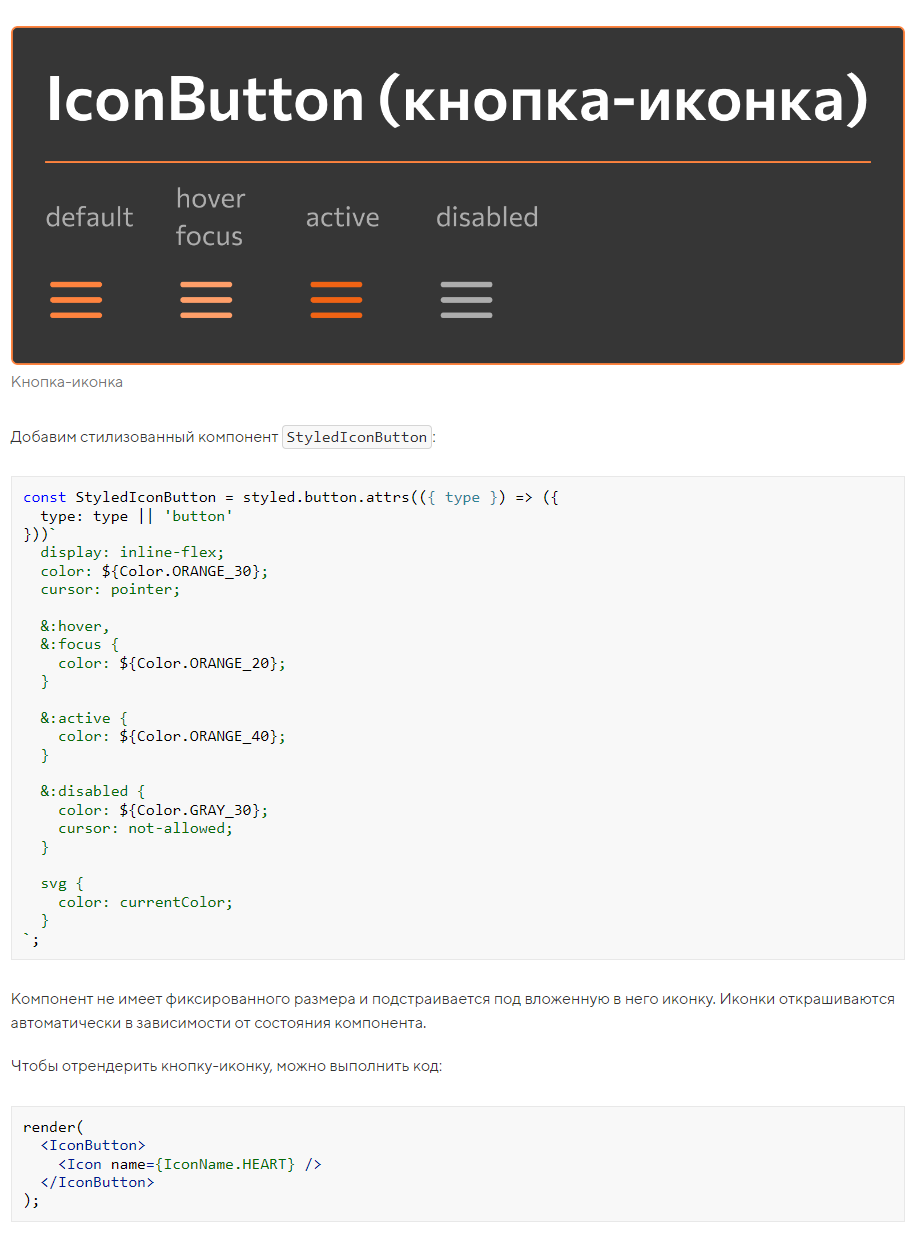 IconButton (кнопка-иконка)
default
hover
focus
active
disabled
Кнопка-иконка
Добавим стилизованный компонент StyledIconButton:
const StyledIconButton = styled.button.attrs(({ type }) => ({
  type: type || 'button'
}))`
  display: inline-flex;
  color: ${Color.ORANGE_30};
  cursor: pointer;
  &:hover,
  &:focus {
    color: ${Color.ORANGE_20};
  }
  &:active {
    color: ${Color.ORANGE_40};
  }
  &:disabled {
    color: ${Color.GRAY_30};
    cursor: not-allowed;
  }
  svg {
    color: currentColor;
  }
`;
Компонент не имеет фиксированного размера и подстраивается под вложенную в него иконку. Иконки открашиваются
автоматически в зависимости от состояния компонента.
Чтобы отрендерить кнопку-иконку, можно выполнить код:
render(
  <IconButton>
    <Icon name={IconName.HEART} />
  </IconButton>
);